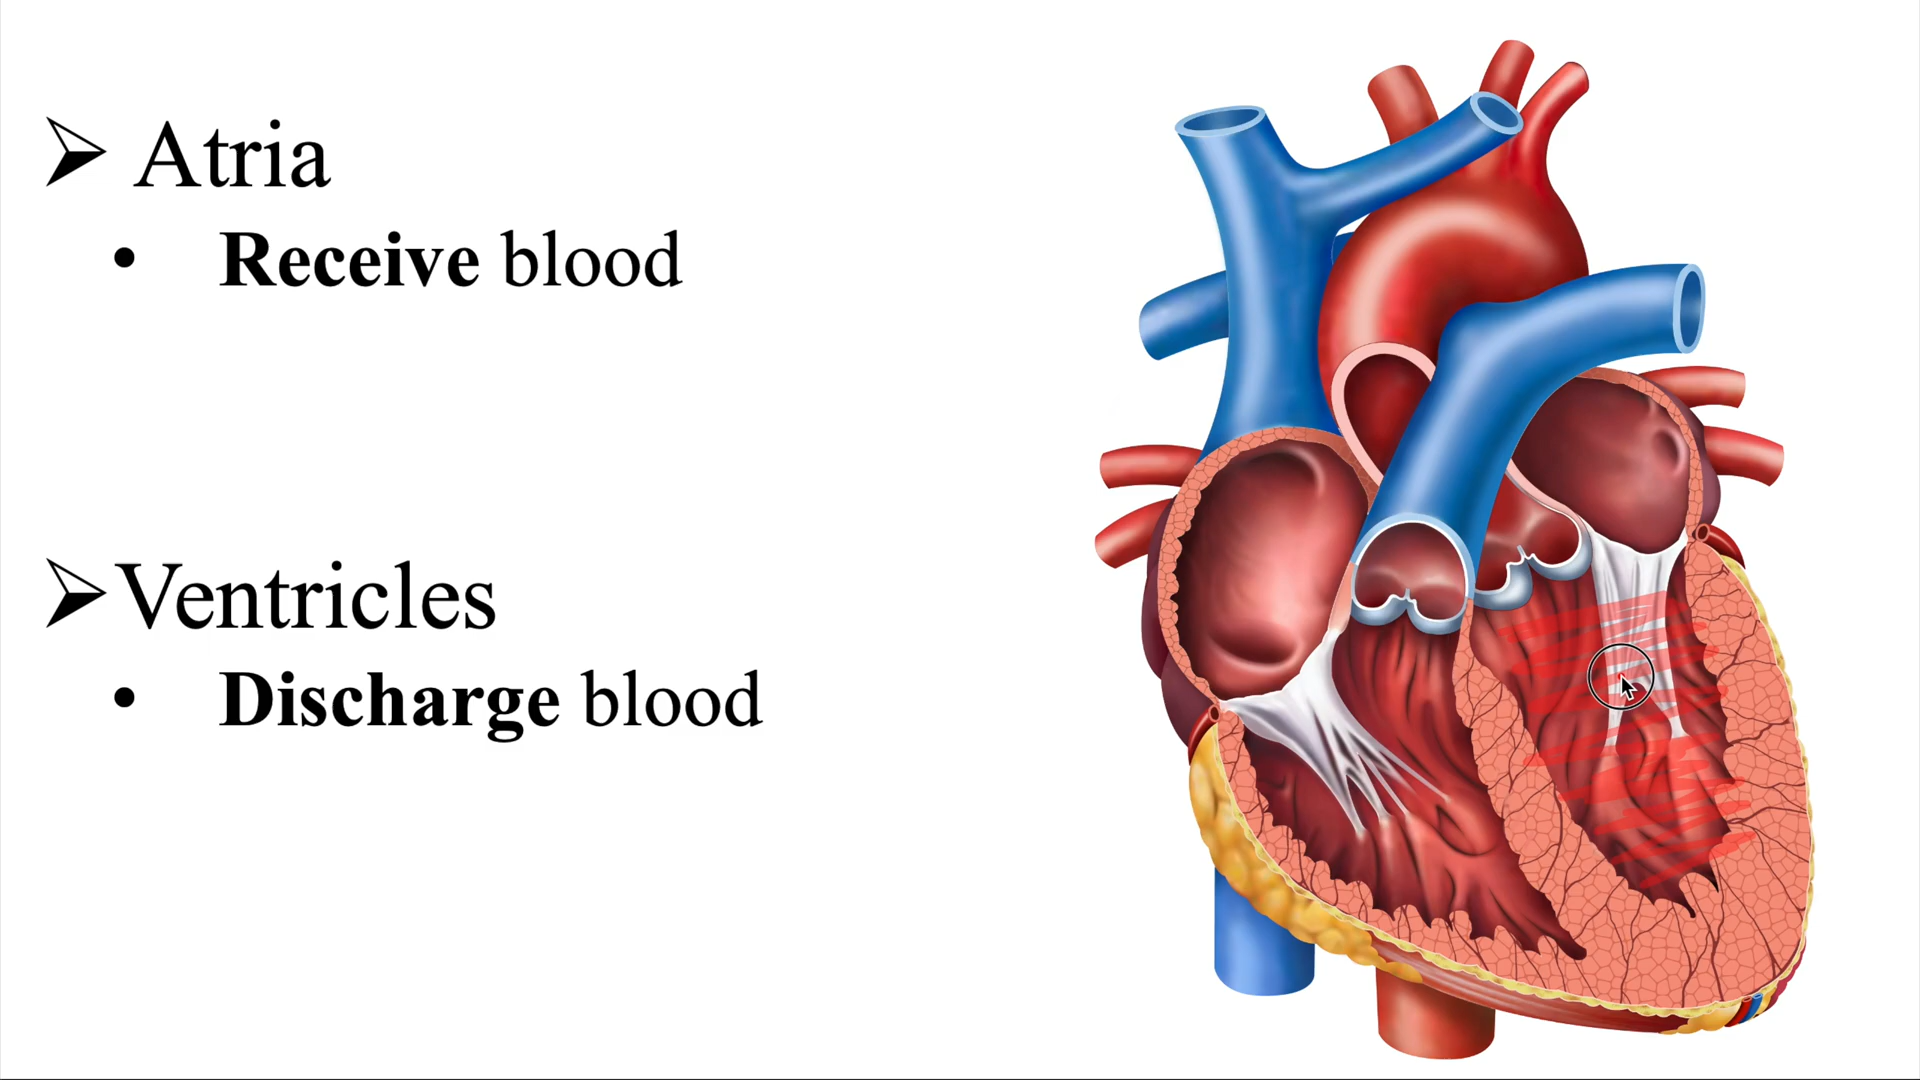 ➢ Atria
• Receive blood
➢ Ventricles
• Discharge blood